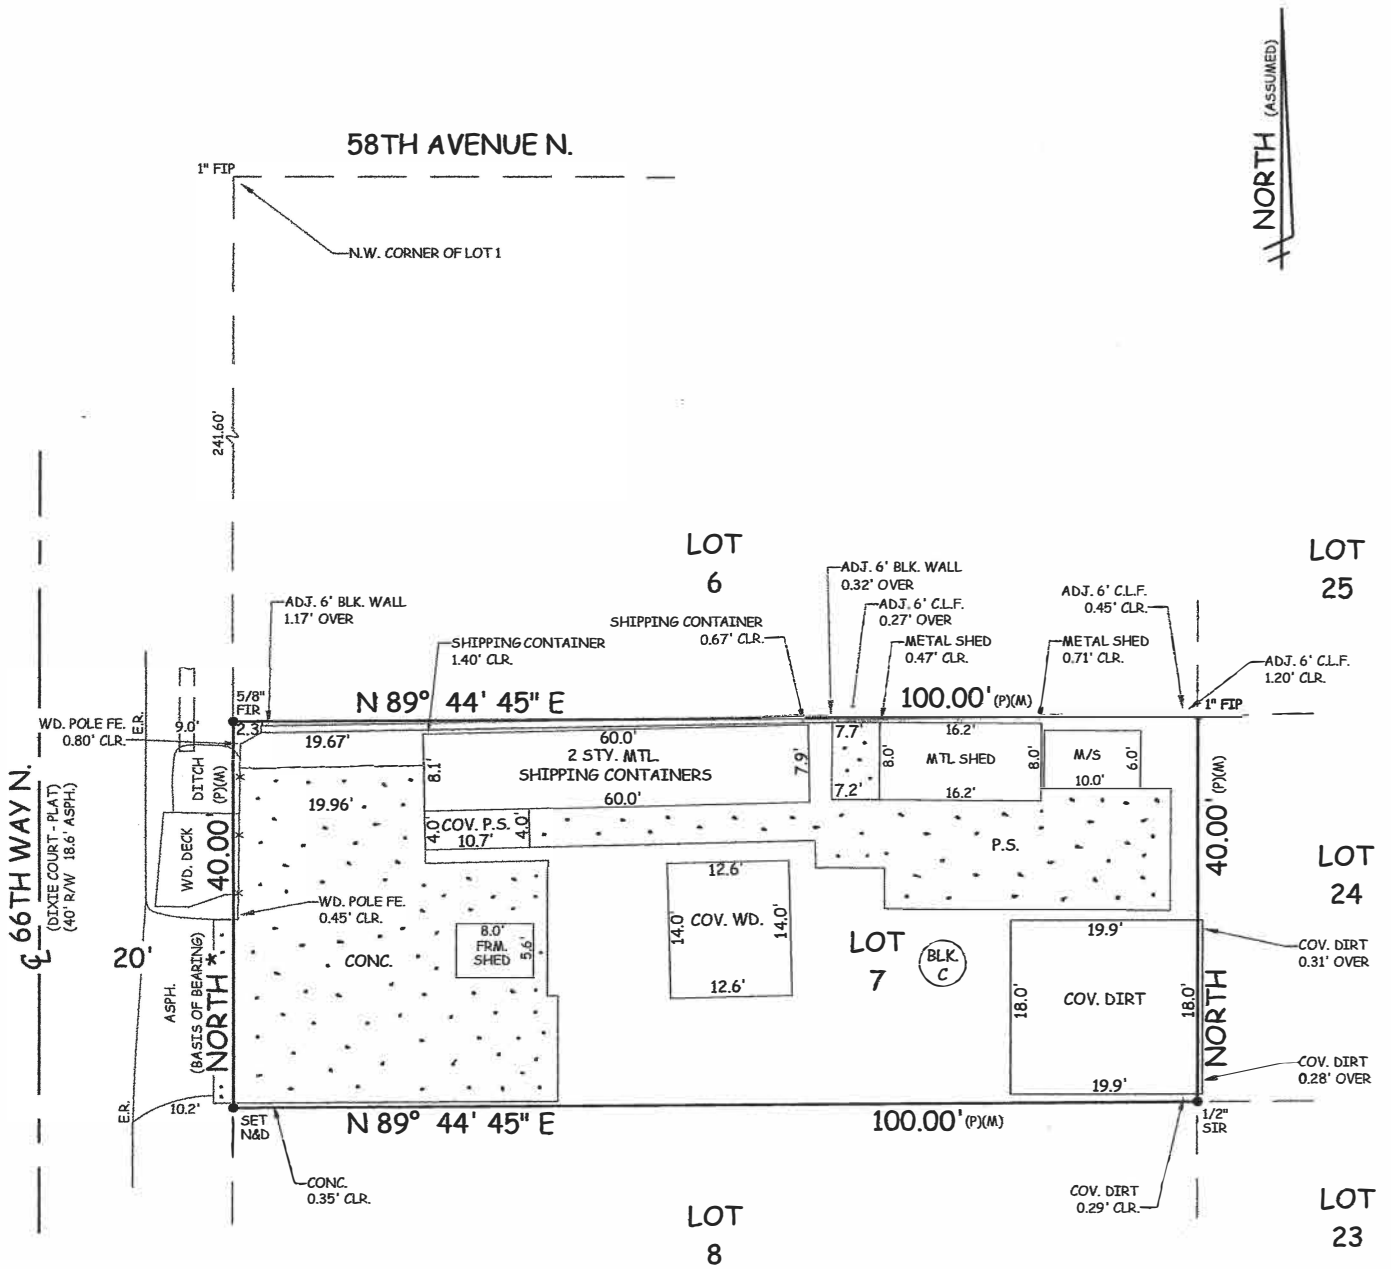 NORTH (ASSUMED)
58TH AVENUE N.
1" FIP
N.W. CORNER OF LOT 1
241.60'
LOT
6
LOT
25
ADJ. 6' BLK. WALL
1.17' OVER
SHIPPING CONTAINER
1.40' CLR.
SHIPPING CONTAINER
0.67' CLR.
ADJ. 6' BLK. WALL
0.32' OVER
ADJ. 6' C.L.F.
0.27' OVER
METAL SHED
0.47' CLR.
METAL SHED
0.71' CLR.
ADJ. 6' C.L.F.
0.45' CLR.
ADJ. 6' C.L.F.
1.20' CLR.
1" FIP
5/8"
FIR
N 89° 44' 45" E
100.00' (P)(M)
WD. POLE FE.
0.80' CLR.
E.R.
9.0'
2.3'
19.67'
60.0'
2 STY. MTL.
SHIPPING CONTAINERS
60.0'
8.1'
7.9'
7.7'
7.2'
8.0'
16.2'
MTL SHED
16.2'
8.0'
M/S
10.0'
6.0'
DITCH
(P)(M)
40.00'
WD. DECK
19.96'
4.0'
COV. P.S.
10.7'
4.0'
P.S.
40.00' (P)(M)
LOT
24
℄ 66TH WAY N.
(DIXIE COURT - PLAT)
(40' R/W 18.6' ASPH.)
20'
WD. POLE FE.
0.45' CLR.
8.0'
FRM.
SHED
5.6'
CONC.
12.6'
14.0'
COV. WD.
14.0'
12.6'
LOT
7
BLK.
C
19.9'
18.0'
COV. DIRT
18.0'
19.9'
COV. DIRT
0.31' OVER
COV. DIRT
0.28' OVER
NORTH
ASPH.
(BASIS OF BEARING)
NORTH *
E.R.
10.2'
SET
N&D
N 89° 44' 45" E
100.00' (P)(M)
1/2"
SIR
CONC.
0.35' CLR.
COV. DIRT
0.29' CLR.
LOT
8
LOT
23